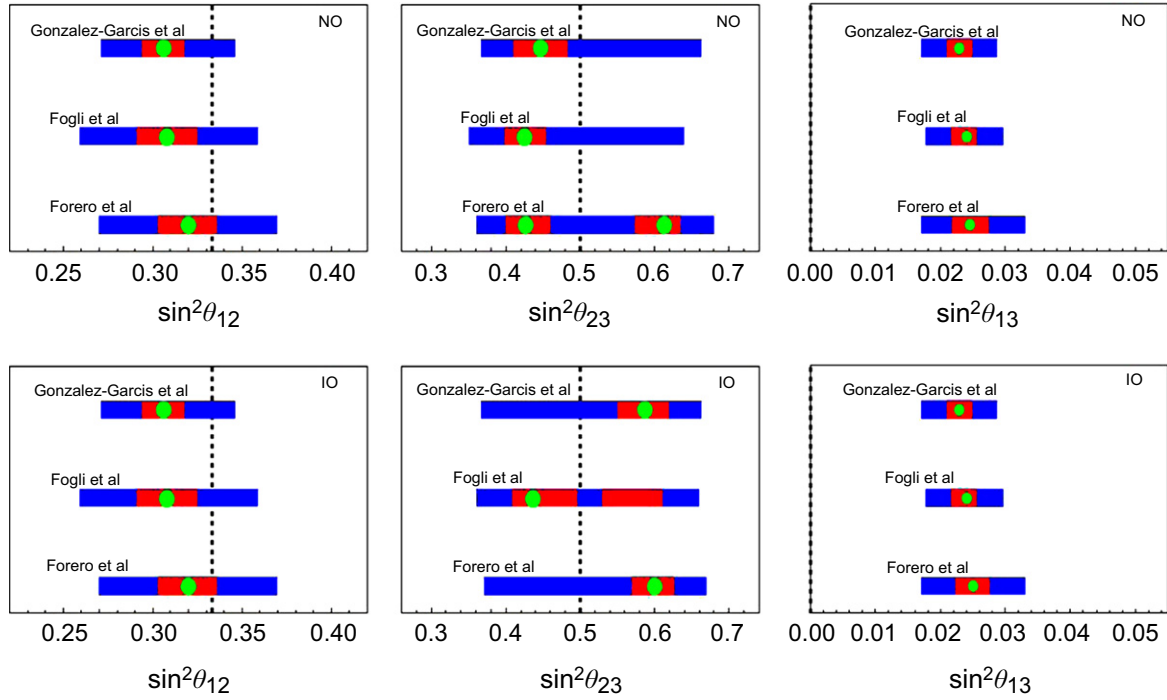 NO
Gonzalez-Garcis et al
Fogli et al
Forero et al
0.25 0.30 0.35 0.40
sin²θ12
NO
Gonzalez-Garcis et al
Fogli et al
Forero et al
0.3 0.4 0.5 0.6 0.7
sin²θ23
NO
Gonzalez-Garcis et al
Fogli et al
Forero et al
0.00 0.01 0.02 0.03 0.04 0.05
sin²θ13
IO
Gonzalez-Garcis et al
Fogli et al
Forero et al
0.25 0.30 0.35 0.40
sin²θ12
IO
Gonzalez-Garcis et al
Fogli et al
Forero et al
0.3 0.4 0.5 0.6 0.7
sin²θ23
IO
Gonzalez-Garcis et al
Fogli et al
Forero et al
0.00 0.01 0.02 0.03 0.04 0.05
sin²θ13